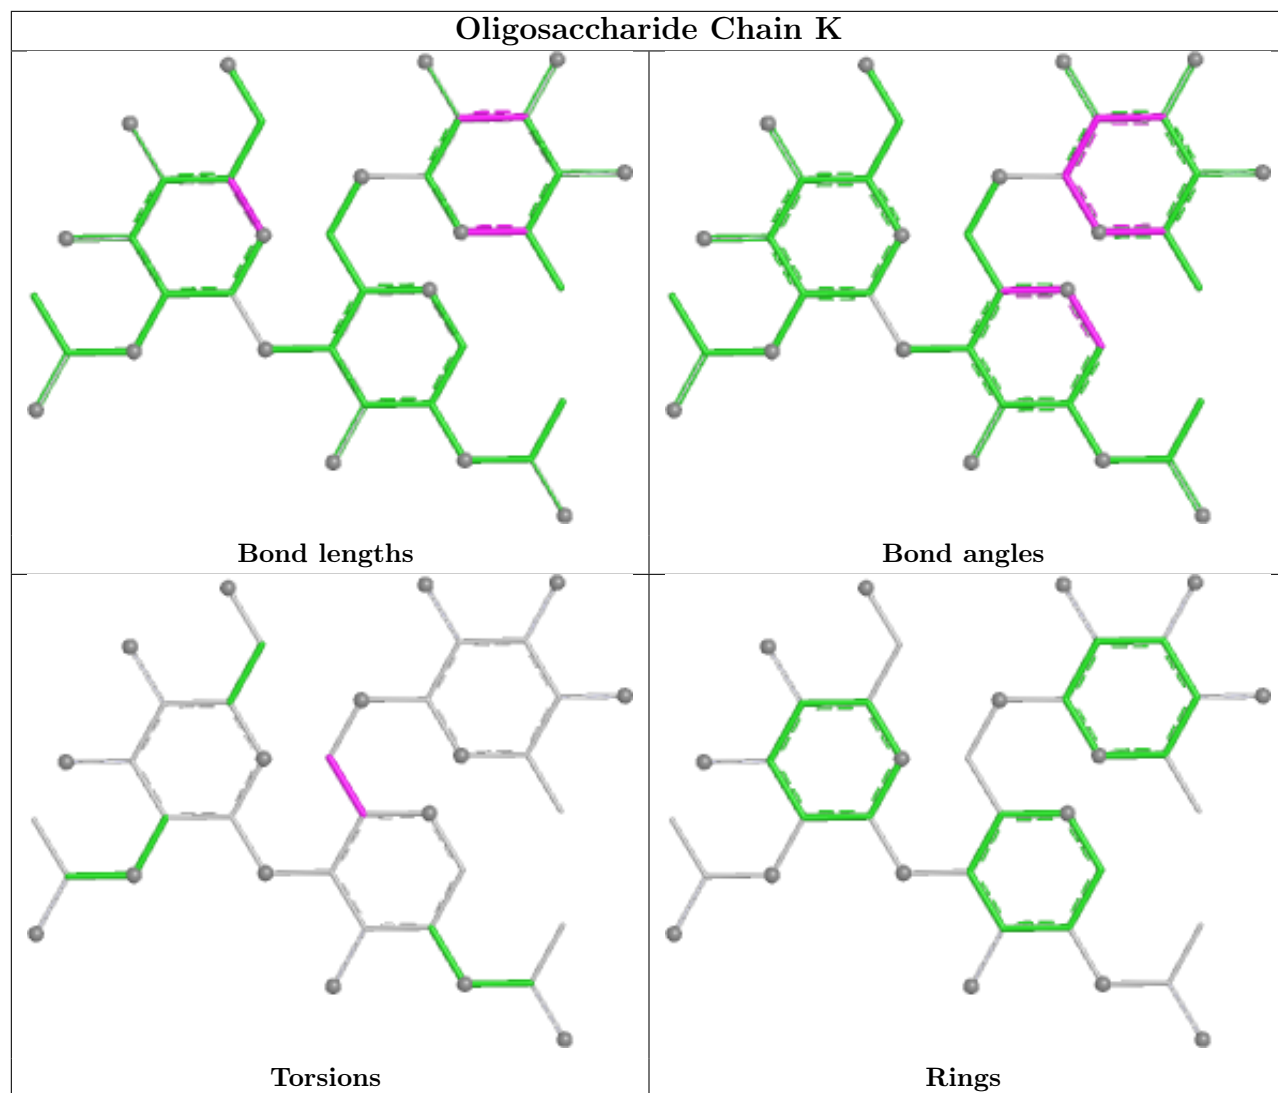 Oligosaccharide Chain K
Bond lengths
Bond angles
Torsions
Rings